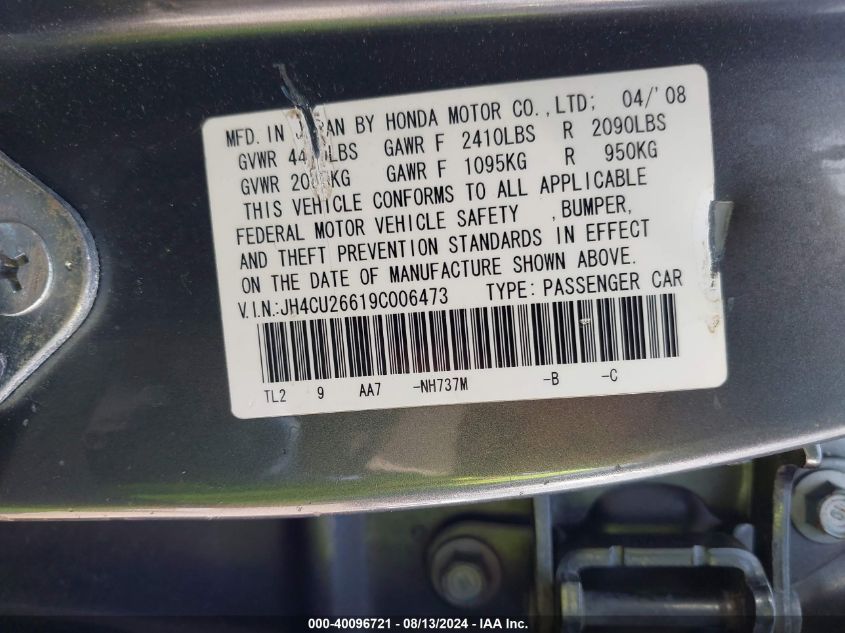 MFD. IN BY HONDA MOTOR CO.,LTD; 04/'08
GVWR GAWR F 2410LBS R 2090LBS
GVWR GAWR F 1095KG R 950KG
THIS VEHICLE CONFORMS TO ALL APPLICABLE
FEDERAL MOTOR VEHICLE SAFETY ,BUMPER,
AND THEFT PREVENTION STANDARDS IN EFFECT
ON THE DATE OF MANUFACTURE SHOWN ABOVE.
V.I.N.:JH4CU26619C006473 TYPE: PASSENGER CAR
TL2 9 AA7 -NH737M -B -C
000-40096721 - 08/13/2024 - IAA Inc.